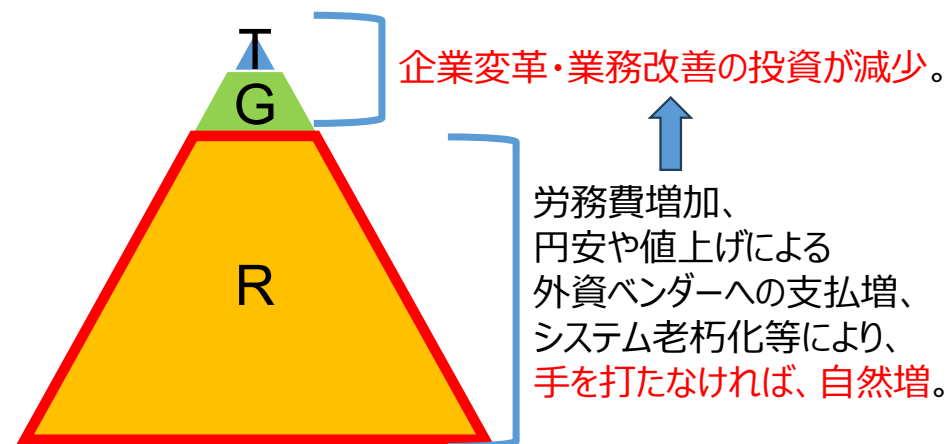 T
G
R
企業変革・業務改善の投資が減少。
労務費増加、
円安や値上げによる
外資ベンダーへの支払増、
システム老朽化等により、
手を打たなければ、自然増。